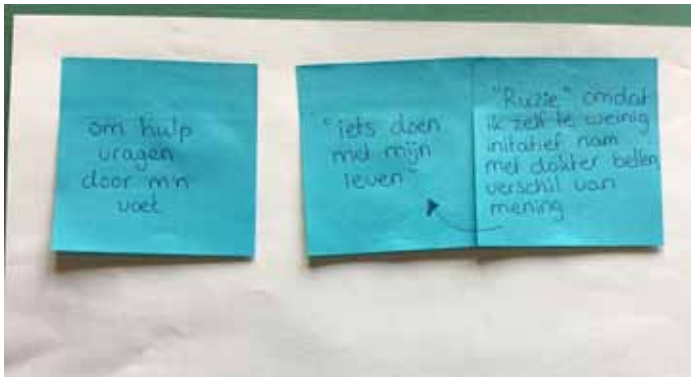 om hulp
vragen
door m'n
voet
"iets doen
met mijn
leven"
"Ruzie" omdat
ik zelf te weinig
initatief nam
met dokter bellen
verschil van
mening